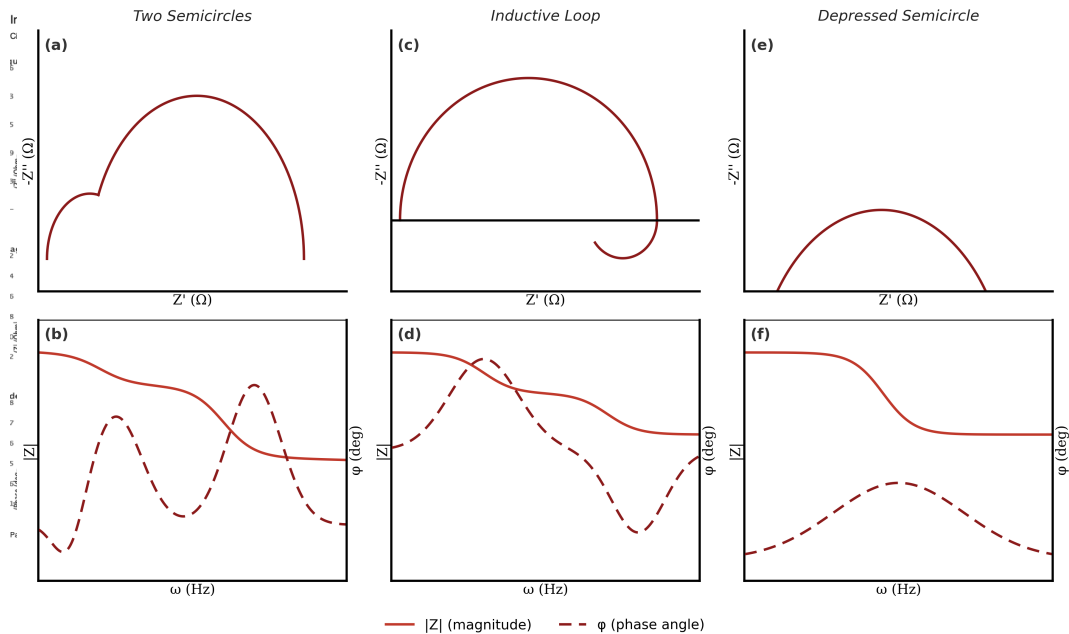 Two Semicircles
Inductive Loop
Depressed Semicircle
(a)
(c)
(e)
-Z'' (Ω)
-Z'' (Ω)
-Z'' (Ω)
Z' (Ω)
Z' (Ω)
Z' (Ω)
(b)
(d)
(f)
|Z|
φ (deg)
|Z|
φ (deg)
|Z|
φ (deg)
ω (Hz)
ω (Hz)
ω (Hz)
|Z| (magnitude)
φ (phase angle)